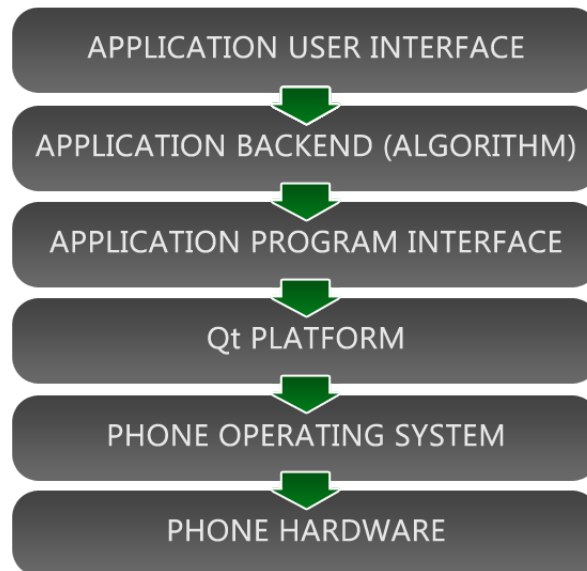 APPLICATION USER INTERFACE
APPLICATION BACKEND (ALGORITHM)
APPLICATION PROGRAM INTERFACE
Qt PLATFORM
PHONE OPERATING SYSTEM
PHONE HARDWARE